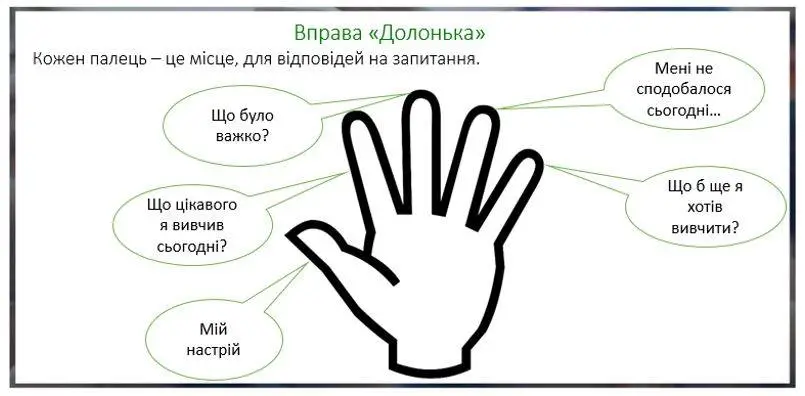 Вправа «Долонька»
Кожен палець – це місце, для відповідей на запитання.
Що було
важко?
Мені не
сподобалося
сьогодні...
Що цікавого
я вивчив
сьогодні?
Що б ще я
хотів
вивчити?
Мій
настрій